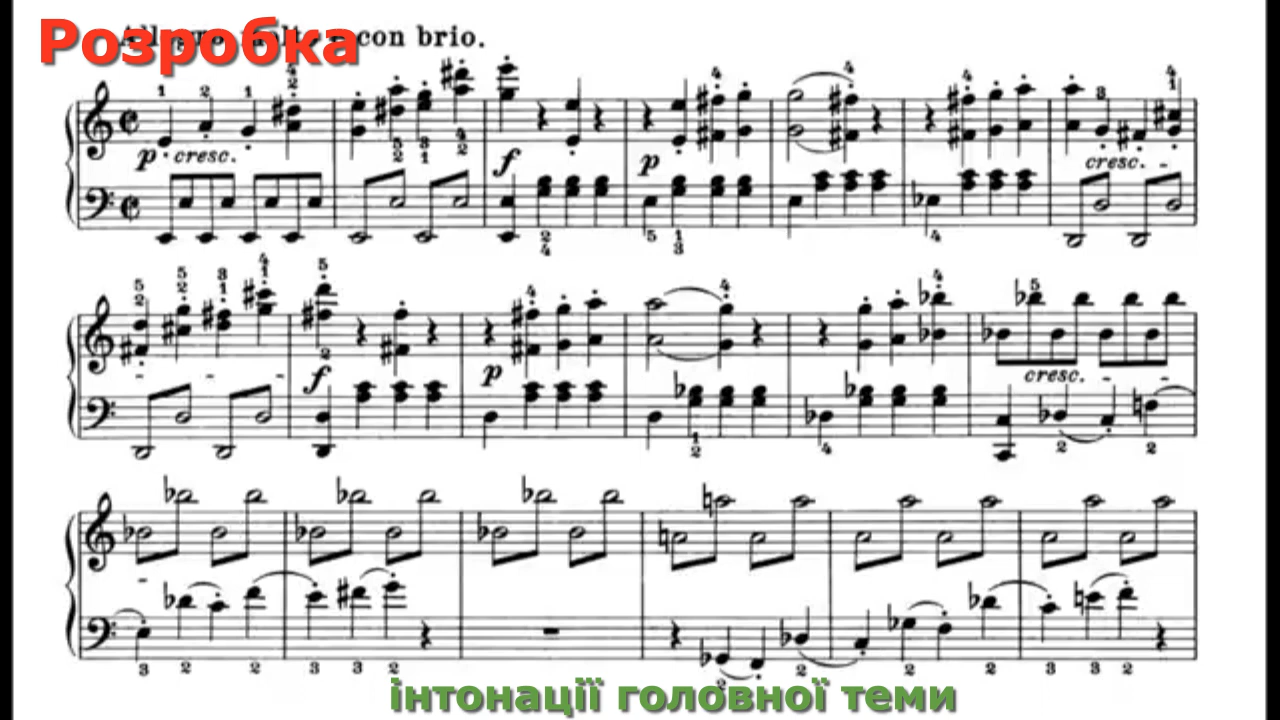 Розробка
con brio.
p cresc.
f
p
cresc.
f
p
cresc.
інтонації головної теми